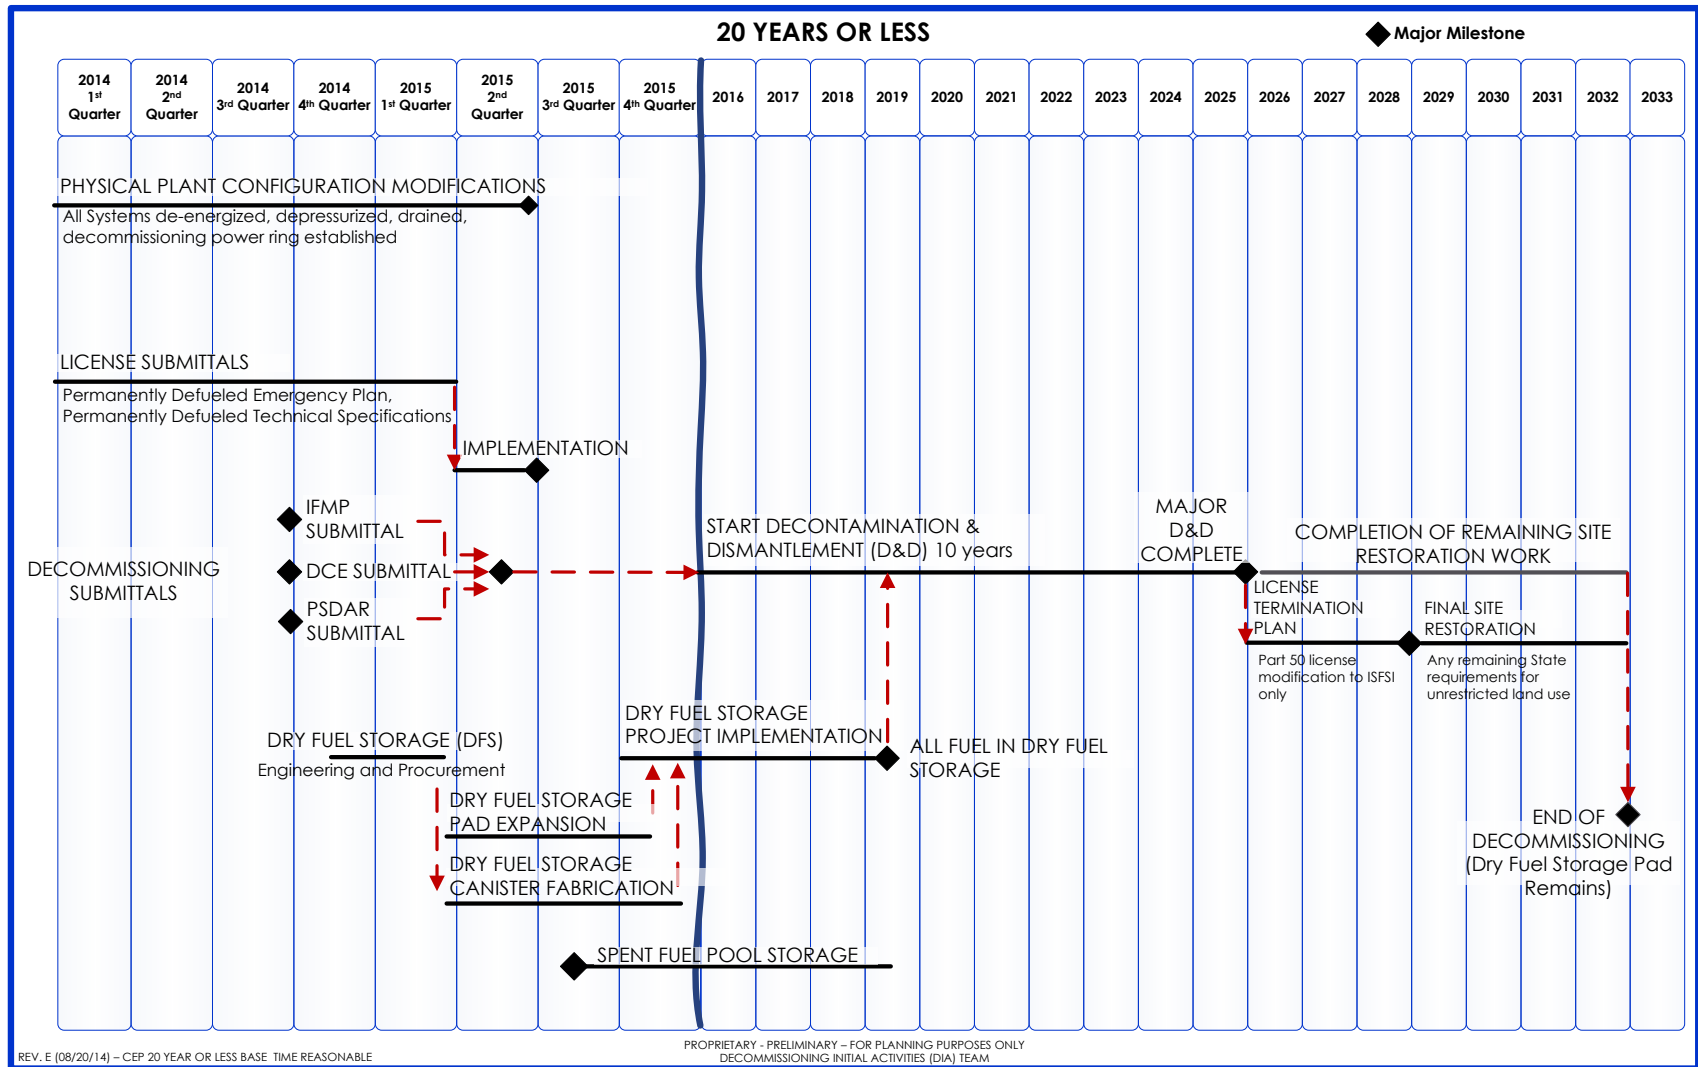 20 YEARS OR LESS
Major Milestone
2014
1st
Quarter
2014
2nd
Quarter
2014
3rd Quarter
2014
4th Quarter
2015
1st Quarter
2015
2nd
Quarter
2015
3rd Quarter
2015
4th Quarter
2016
2017
2018
2019
2020
2021
2022
2023
2024
2025
2026
2027
2028
2029
2030
2031
2032
2033
PHYSICAL PLANT CONFIGURATION MODIFICATIONS
All Systems de-energized, depressurized, drained,
decommissioning power ring established
LICENSE SUBMITTALS
Permanently Defueled Emergency Plan,
Permanently Defueled Technical Specifications
IMPLEMENTATION
DECOMMISSIONING
SUBMITTALS
IFMP
SUBMITTAL
DCE SUBMITTAL
PSDAR
SUBMITTAL
START DECONTAMINATION &
DISMANTLEMENT (D&D) 10 years
MAJOR
D&D
COMPLETE
COMPLETION OF REMAINING SITE
RESTORATION WORK
LICENSE
TERMINATION
PLAN
Part 50 license
modification to ISFSI
only
FINAL SITE
RESTORATION
Any remaining State
requirements for
unrestricted land use
DRY FUEL STORAGE (DFS)
Engineering and Procurement
DRY FUEL STORAGE
PROJECT IMPLEMENTATION
ALL FUEL IN DRY FUEL
STORAGE
DRY FUEL STORAGE
PAD EXPANSION
DRY FUEL STORAGE
CANISTER FABRICATION
END OF
DECOMMISSIONING
(Dry Fuel Storage Pad
Remains)
SPENT FUEL POOL STORAGE
REV. E (08/20/14) – CEP 20 YEAR OR LESS BASE TIME REASONABLE
PROPRIETARY - PRELIMINARY – FOR PLANNING PURPOSES ONLY
DECOMMISSIONING INITIAL ACTIVITIES (DIA) TEAM